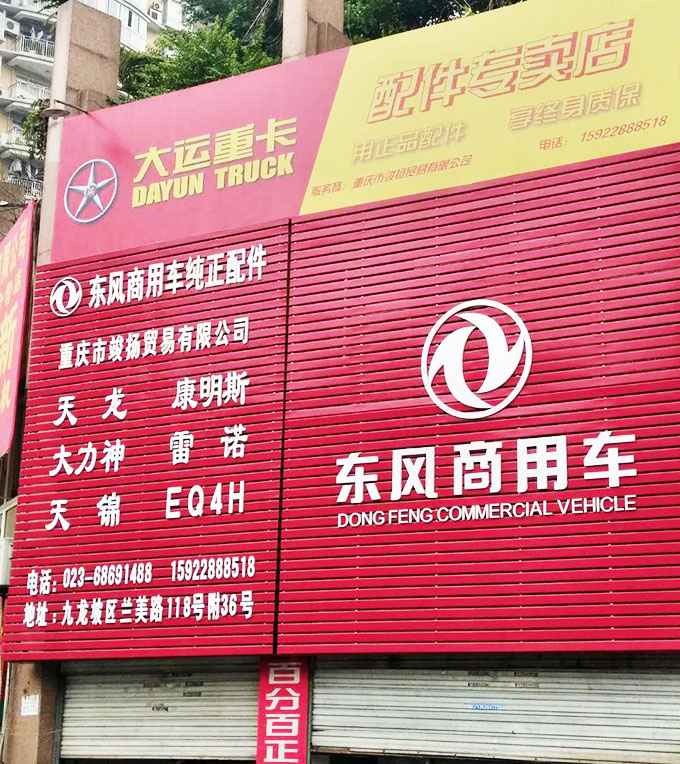 大运重卡
DAYUN TRUCK
配件专卖店
用正品配件 享终身质保
服务商：重庆市竣扬贸易有限公司 电话：15922888518
东风商用车纯正配件
重庆市竣扬贸易有限公司
天龙 康明斯
大力神 雷诺
天锦 EQ4H
电话：023-68691488 15922888518
地址：九龙坡区兰美路118号附36号
东风商用车
DONG FENG COMMERCIAL VEHICLE
百分百正